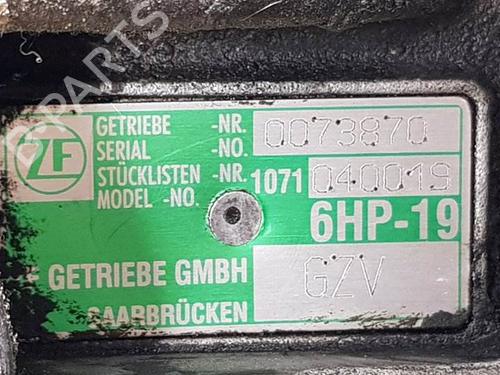 ZF
GETRIEBE -NR. 0073870
SERIAL -NO.
STÜCKLISTEN -NR. 1071 040019
MODEL -NO.
6HP-19
GETRIEBE GMBH GZV
SAARBRÜCKEN